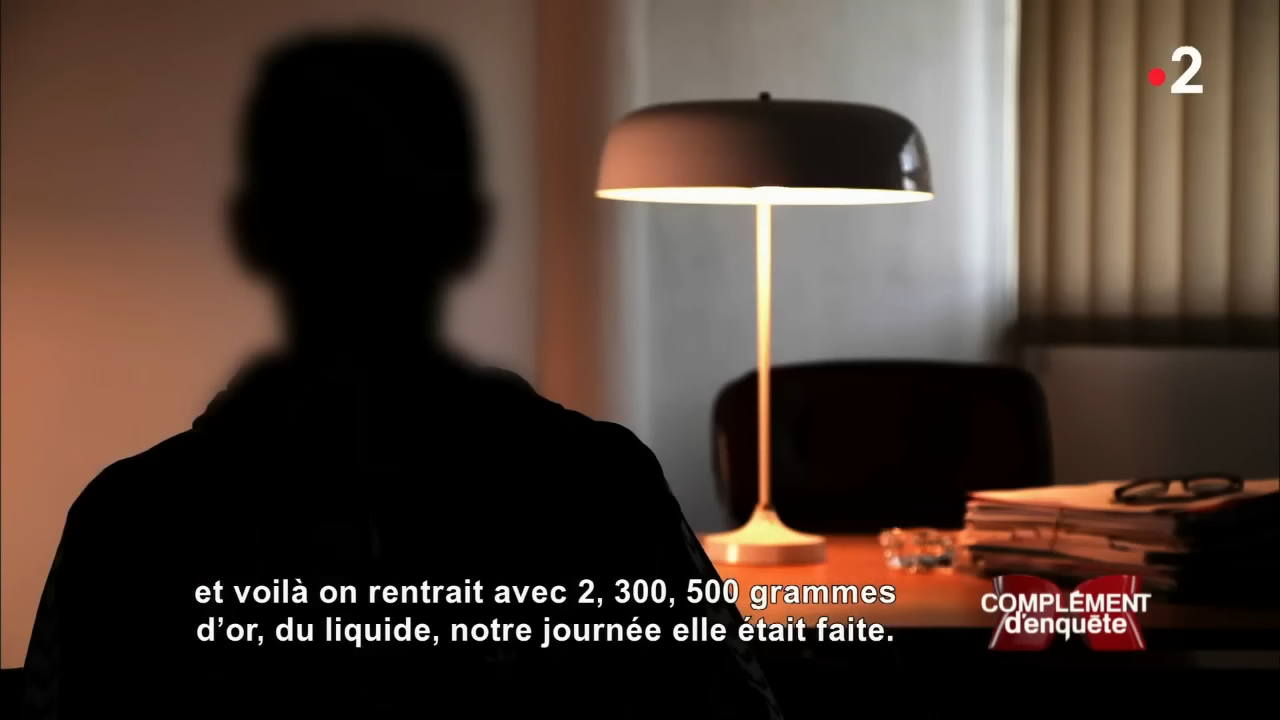 2
et voilà on rentrait avec 2, 300, 500 grammes
d’or, du liquide, notre journée elle était faite.
COMPLÉMENT
d'enquête